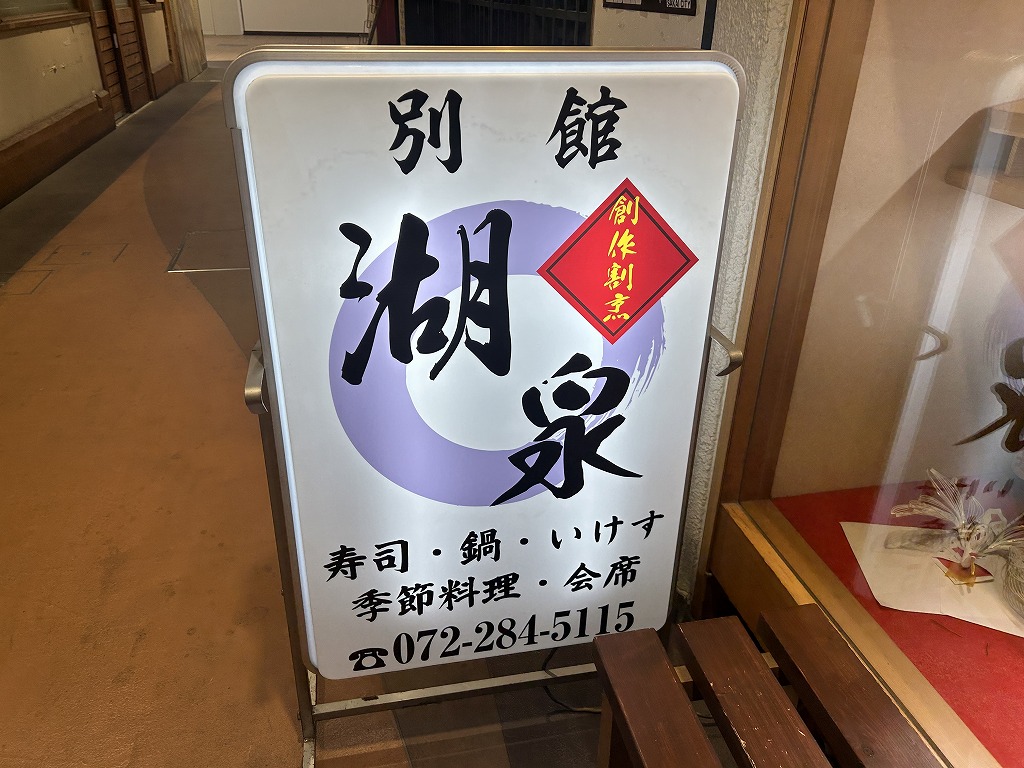 別館
創作割烹
湖泉
寿司・鍋・いけす
季節料理・会席
☎072-284-5115